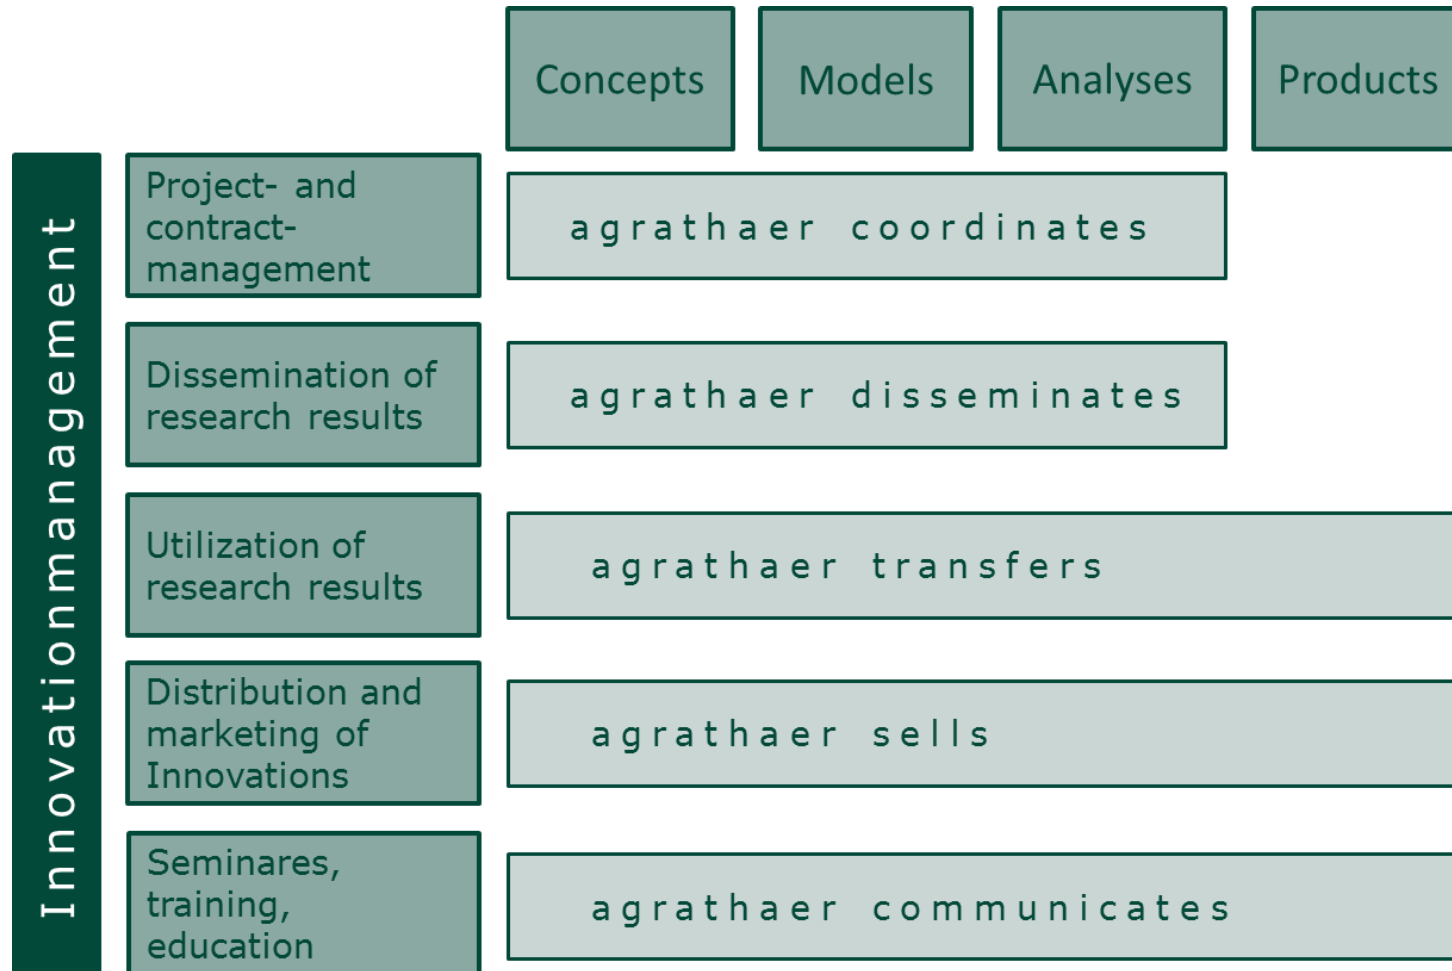 Concepts
Models
Analyses
Products
Innovationmanagement
Project- and
contract-
management
agrathaer coordinates
Dissemination of
research results
agrathaer disseminates
Utilization of
research results
agrathaer transfers
Distribution and
marketing of
Innovations
agrathaer sells
Seminares,
training,
education
agrathaer communicates